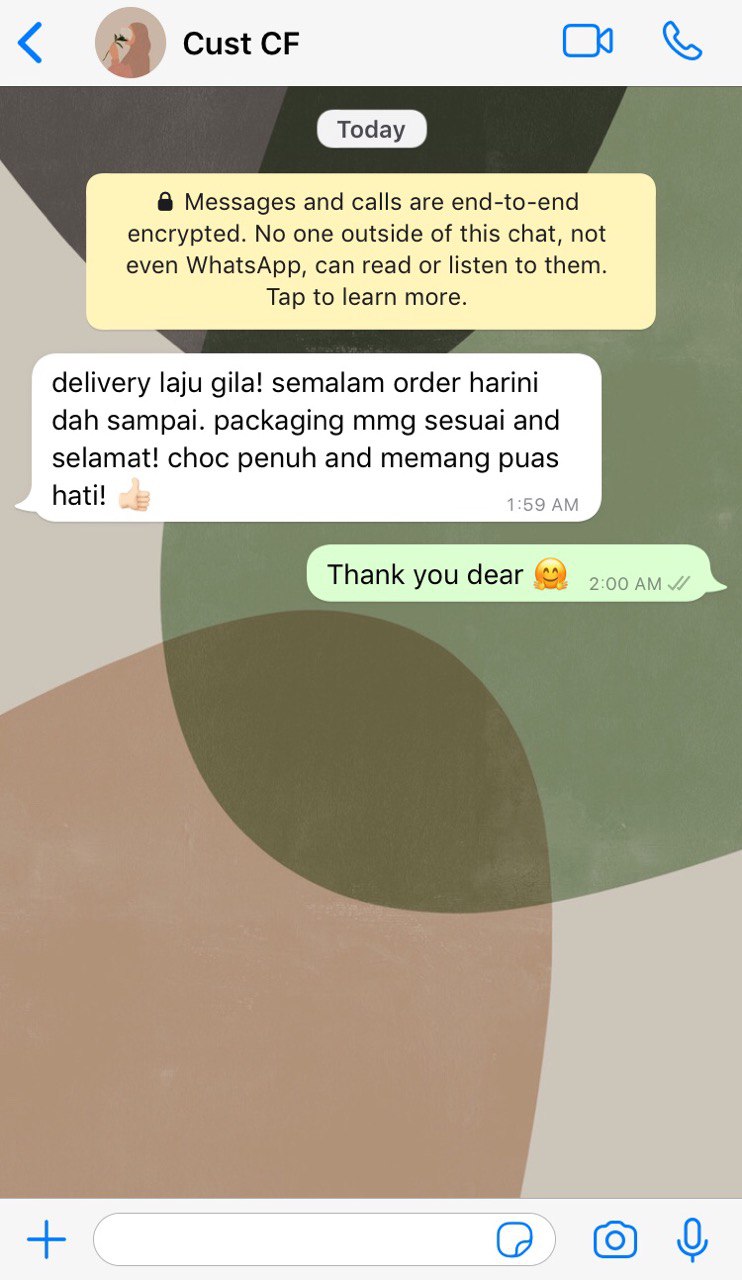 Cust CF
Today
🔒 Messages and calls are end-to-end
encrypted. No one outside of this chat, not
even WhatsApp, can read or listen to them.
Tap to learn more.
delivery laju gila! semalam order harini
dah sampai. packaging mmg sesuai and
selamat! choc penuh and memang puas
hati! 👍🏻
1:59 AM
Thank you dear 🤗 2:00 AM